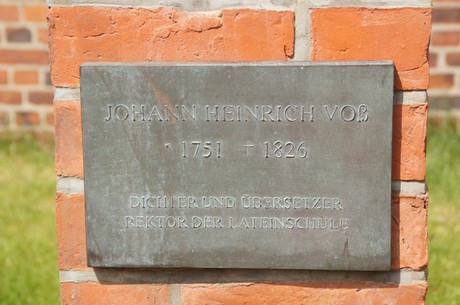 JOHANN HEINRICH VOß
* 1751 † 1826
DICHTER UND ÜBERSETZER
REKTOR DER LATEINSCHULE